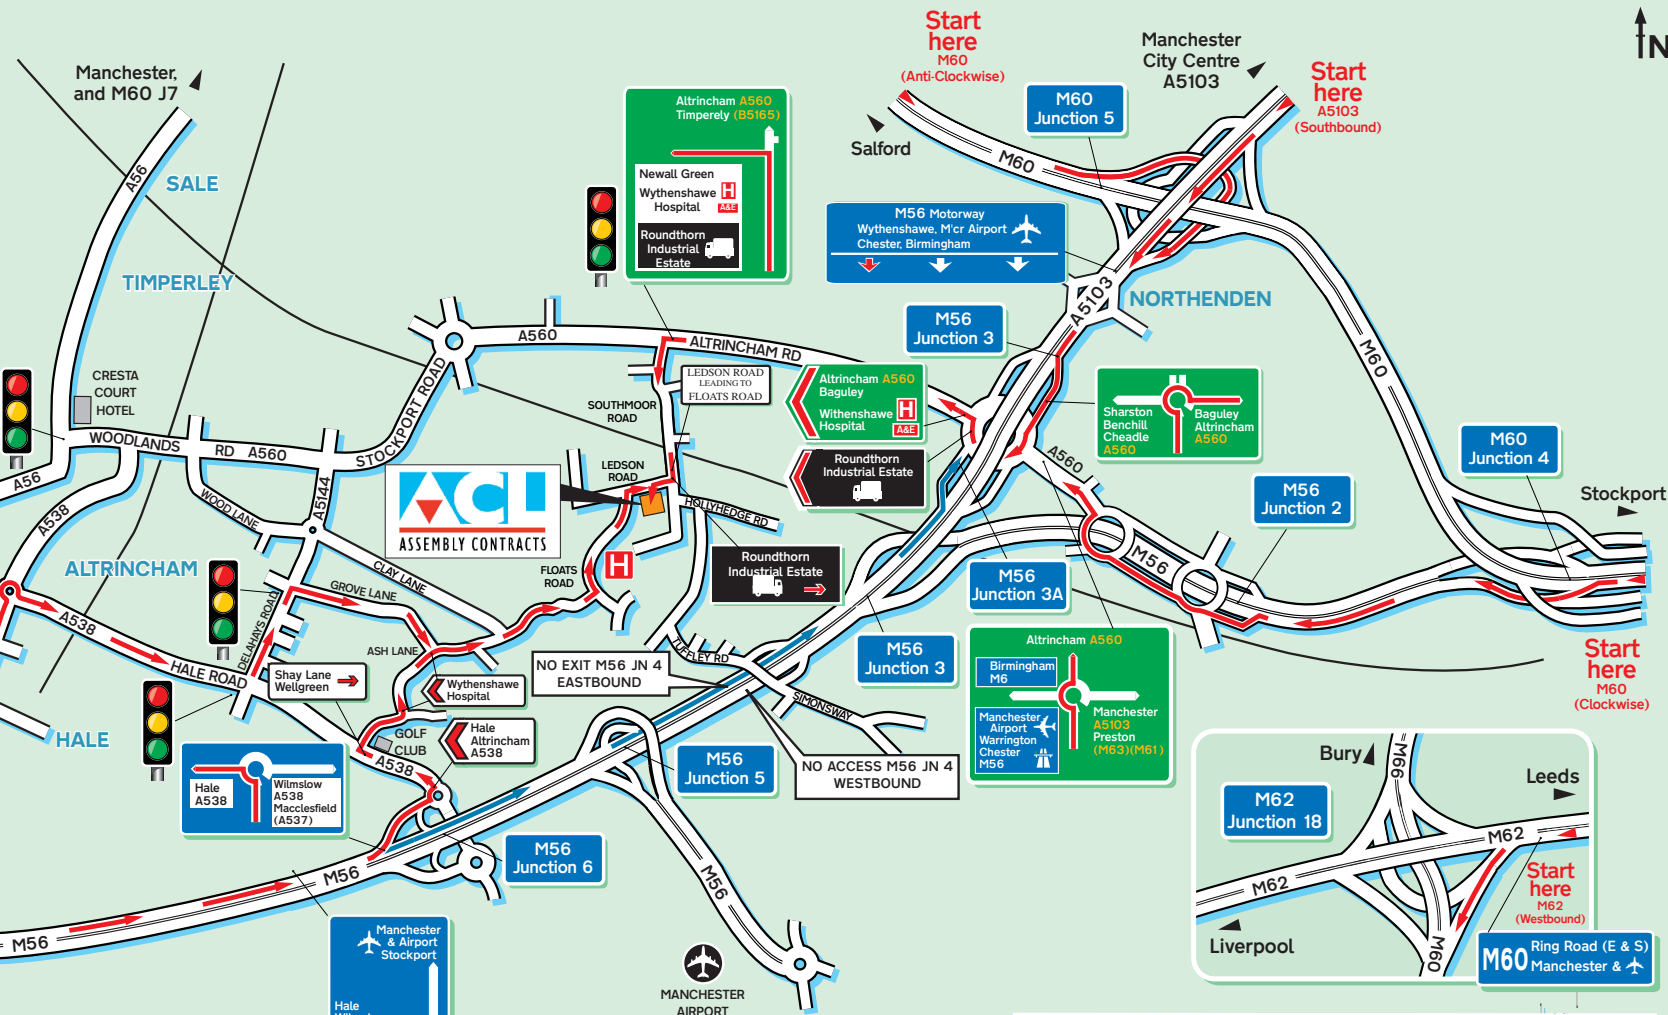 Start
here
M60
(Anti-Clockwise)
Manchester
City Centre
A5103
Start
here
A5103
(Southbound)
N
Manchester,
and M60 J7
Salford
M60
Junction 5
M60
A56
SALE
TIMPERLEY
Altrincham A560
Timperely (B5165)
Newall Green
Wythenshawe
Hospital
H
A&E
Roundthorn
Industrial
Estate
M56 Motorway
Wythenshawe, M'cr Airport
Chester, Birmingham
NORTHENDEN
A5103
M56
Junction 3
A560
ALTRINCHAM RD
M60
LEDSON ROAD
LEADING TO
FLOATS ROAD
Altrincham A560
Baguley
Withenshawe
Hospital
H
A&E
Sharston
Benchill
Cheadle
A560
Baguley
Altrincham
A560
CRESTA
COURT
HOTEL
SOUTHMOOR
ROAD
STOCKPORT ROAD
WOODLANDS
RD A560
M60
Junction 4
Stockport
Roundthorn
Industrial Estate
A560
M56
Junction 2
LEDSON
ROAD
ACL
ASSEMBLY CONTRACTS
HOLLYHEDGE RD
A56
A538
WOOD LANE
A5144
ALTRINCHAM
CLAY LANE
FLOATS
ROAD
H
Roundthorn
Industrial Estate
M56
M56
Junction 3A
GROVE LANE
DELAHAYS ROAD
A538
HALE ROAD
ASH LANE
Shay Lane
Wellgreen
Wythenshawe
Hospital
NO EXIT M56 JN 4
EASTBOUND
TUFFLEY RD
SIMONSWAY
M56
Junction 3
Altrincham A560
Birmingham
M6
Manchester
Airport
Warrington
Chester
M56
Manchester
A5103
Preston
(M63)(M61)
Start
here
M60
(Clockwise)
HALE
GOLF
CLUB
Hale
Altrincham
A538
A538
Hale
A538
Wilmslow
A538
Macclesfield
(A537)
M56
Junction 5
NO ACCESS M56 JN 4
WESTBOUND
M56
Junction 6
M56
M56
M56
Manchester
& Airport
Stockport
Hale
MANCHESTER
AIRPORT
Bury
M66
Leeds
M62
Junction 18
M62
M62
Start
here
M62
(Westbound)
Liverpool
M60
M60 Ring Road (E & S)
Manchester &